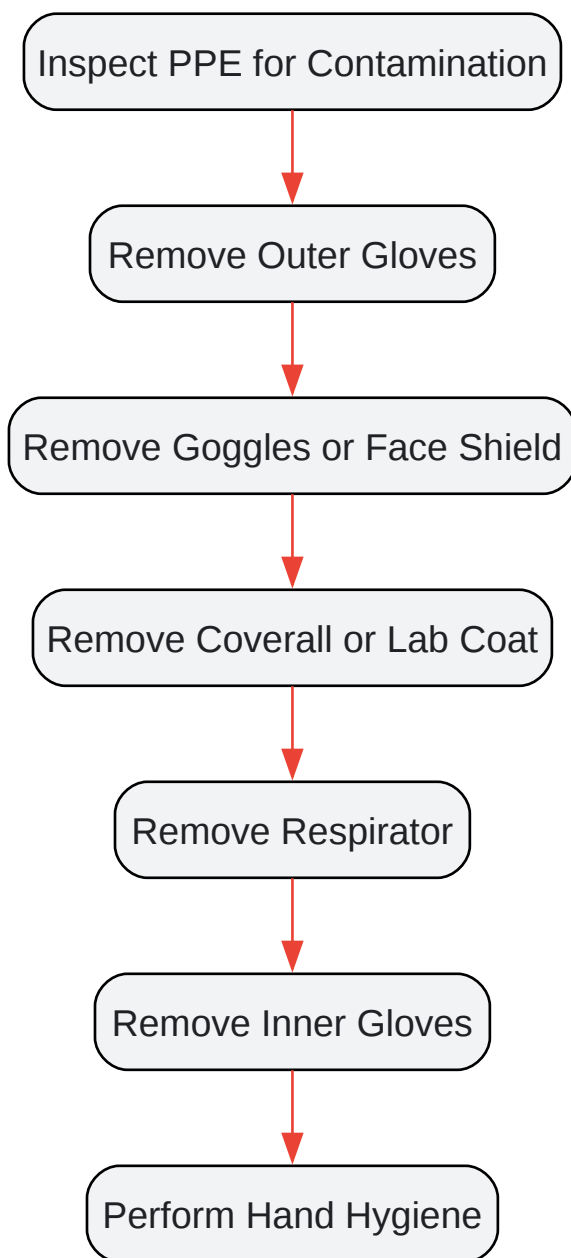 Inspect PPE for Contamination
Remove Outer Gloves
Remove Goggles or Face Shield
Remove Coverall or Lab Coat
Remove Respirator
Remove Inner Gloves
Perform Hand Hygiene